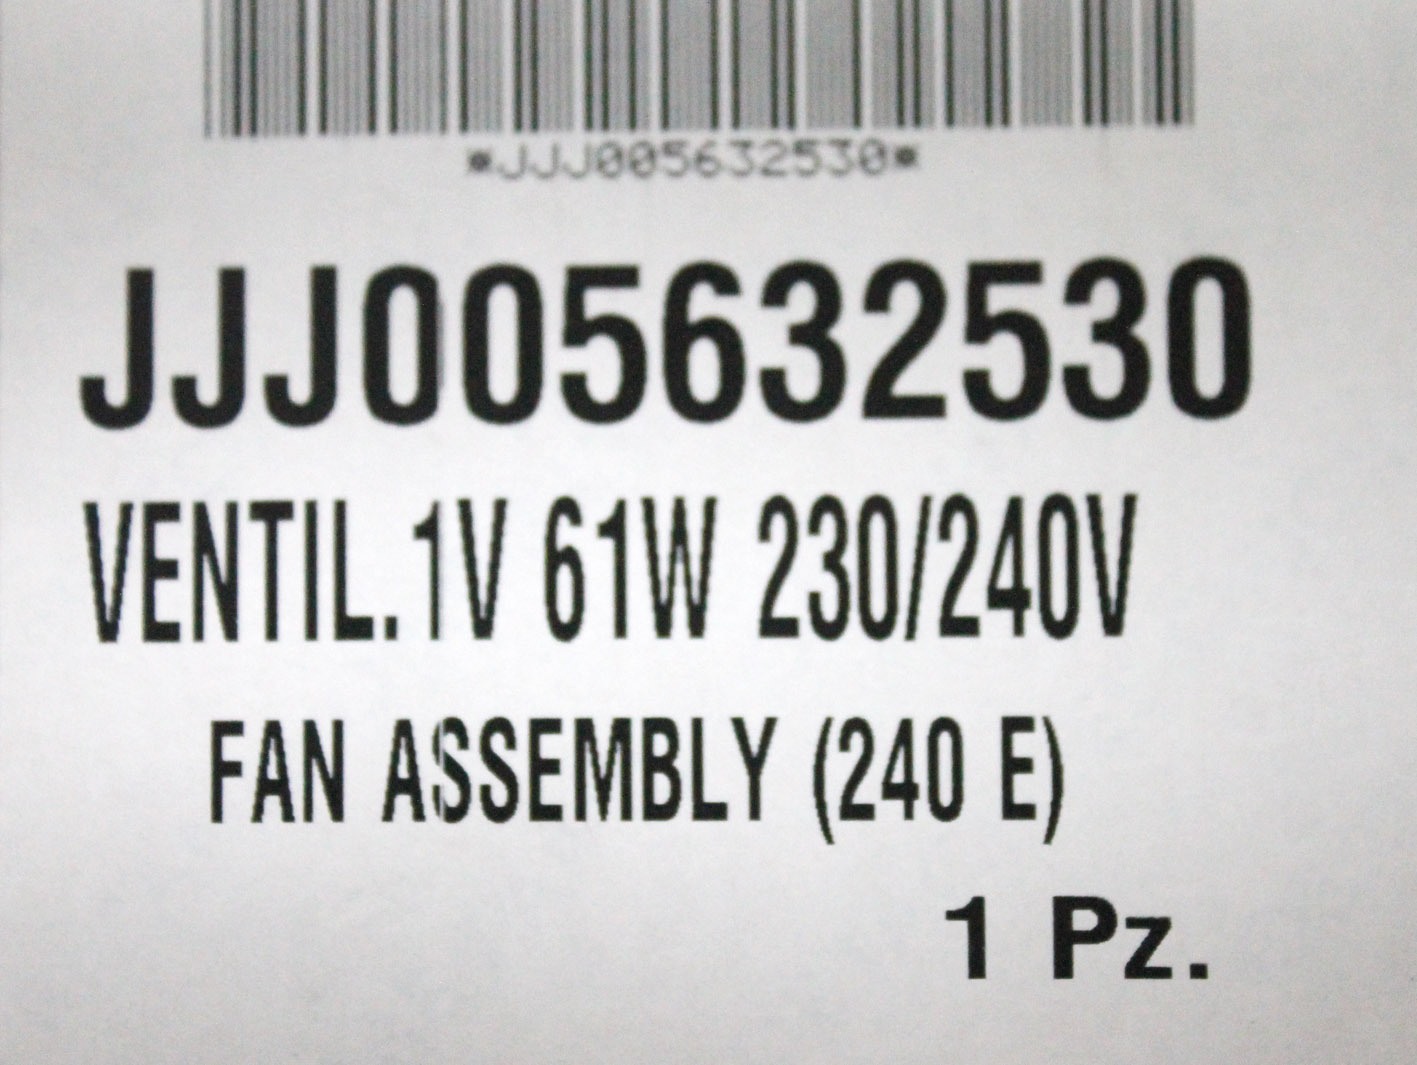 *JJJ005632530*
JJJ005632530
VENTIL.1V 61W 230/240V
FAN ASSEMBLY (240 E)
1 Pz.